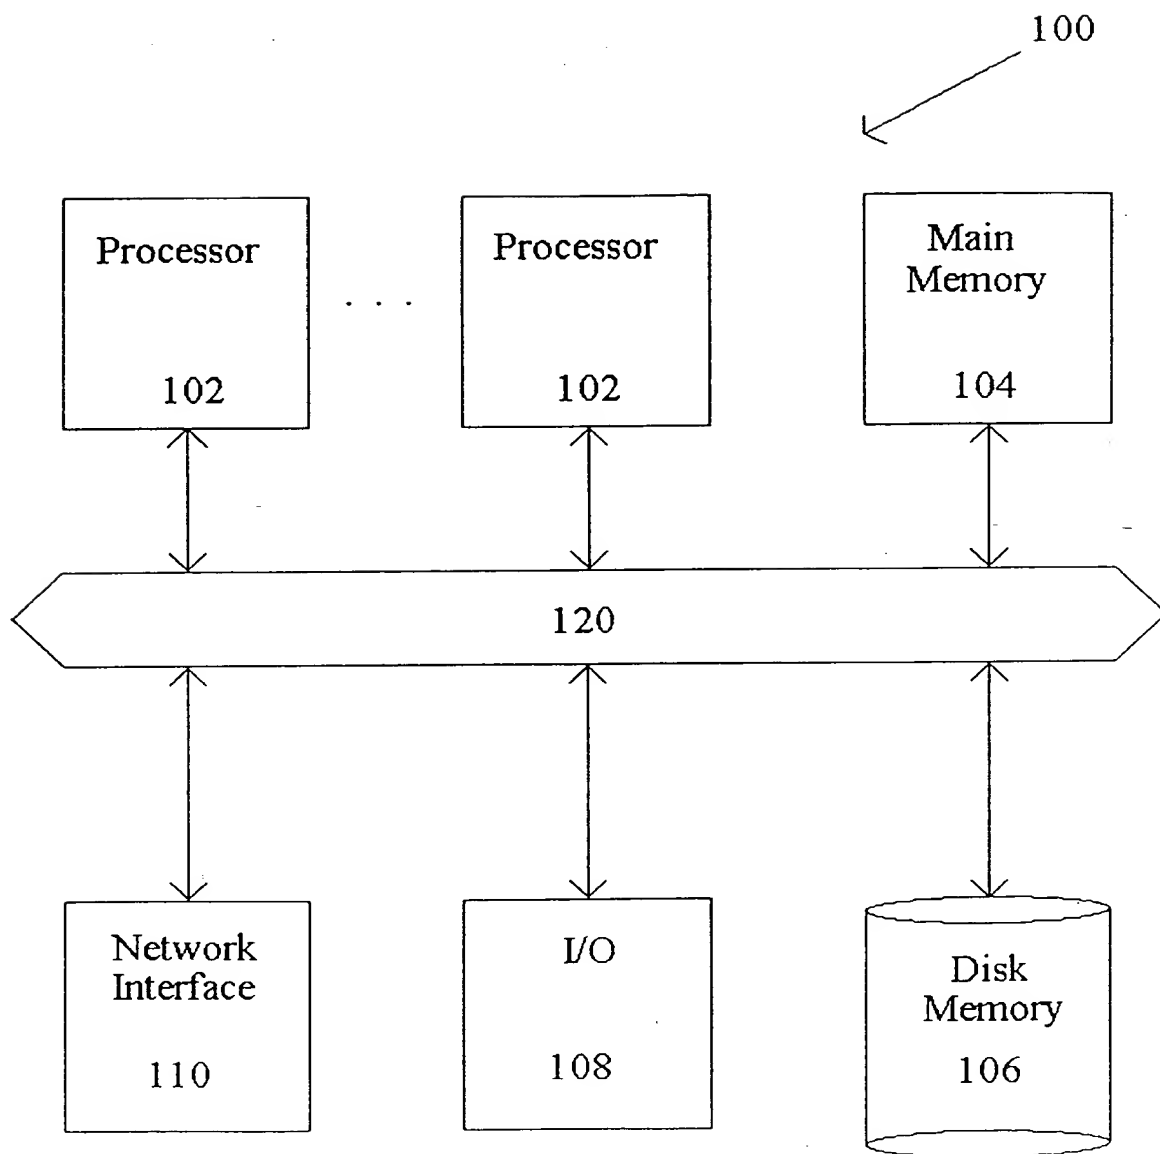 100
Processor
102
. . .
Processor
102
Main
Memory
104
120
Network
Interface
110
I/O
108
Disk
Memory
106